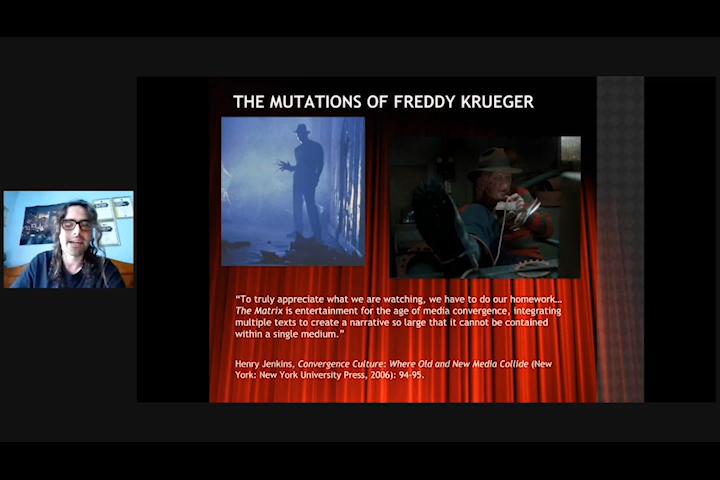 THE MUTATIONS OF FREDDY KRUEGER
“To truly appreciate what we are watching, we have to do our homework…
The Matrix is entertainment for the age of media convergence, integrating
multiple texts to create a narrative so large that it cannot be contained
within a single medium.”
Henry Jenkins, Convergence Culture: Where Old and New Media Collide (New
York: New York University Press, 2006): 94-95.